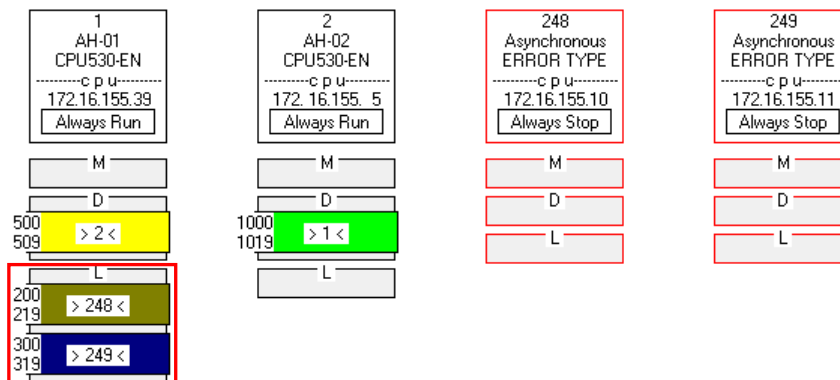 1
AH-01
CPU530-EN
--------c p u--------
172.16.155.39
Always Run
M
D
500
509
> 2 <
L
200
219
> 248 <
300
319
> 249 <
2
AH-02
CPU530-EN
--------c p u--------
172. 16.155.  5
Always Run
M
D
1000
1019
> 1 <
L
248
Asynchronous
ERROR TYPE
--------c p u--------
172.16.155.10
Always Stop
M
D
L
249
Asynchronous
ERROR TYPE
--------c p u--------
172.16.155.11
Always Stop
M
D
L